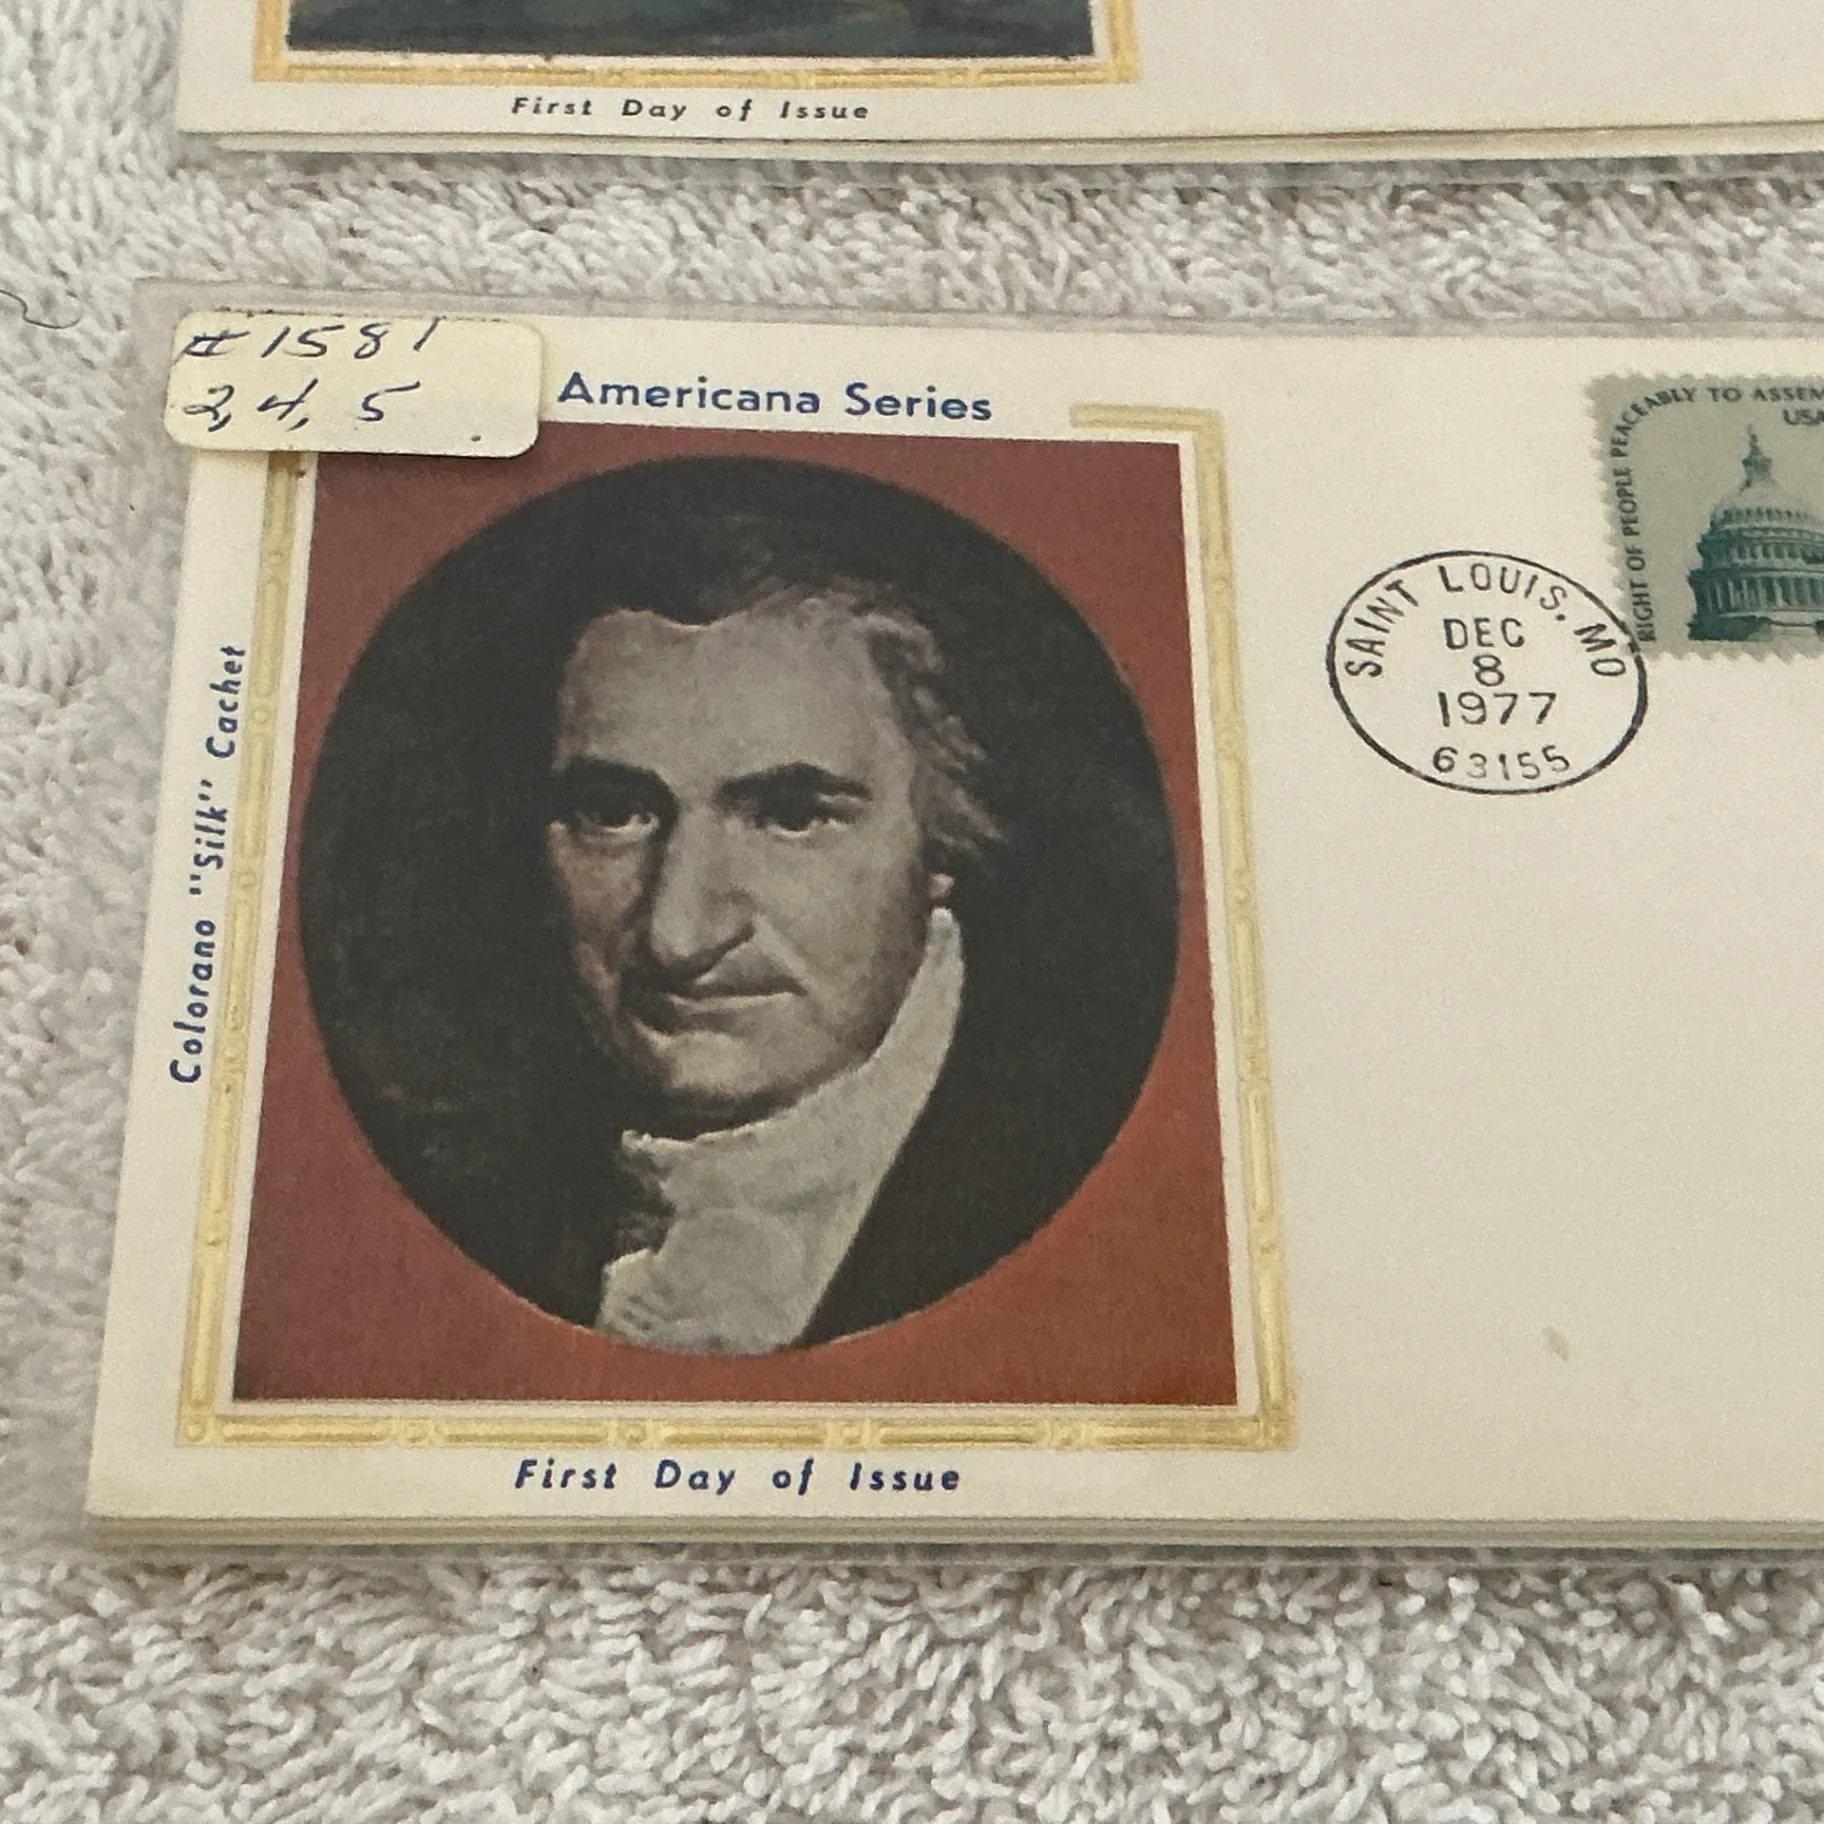 First Day of Issue
#1581
2, 4, 5
Americana Series
Colorano "Silk" Cachet
RIGHT OF PEOPLE PEACEABLY TO ASSEM
USA
SAINT LOUIS, MO
DEC
8
1977
63155
First Day of Issue